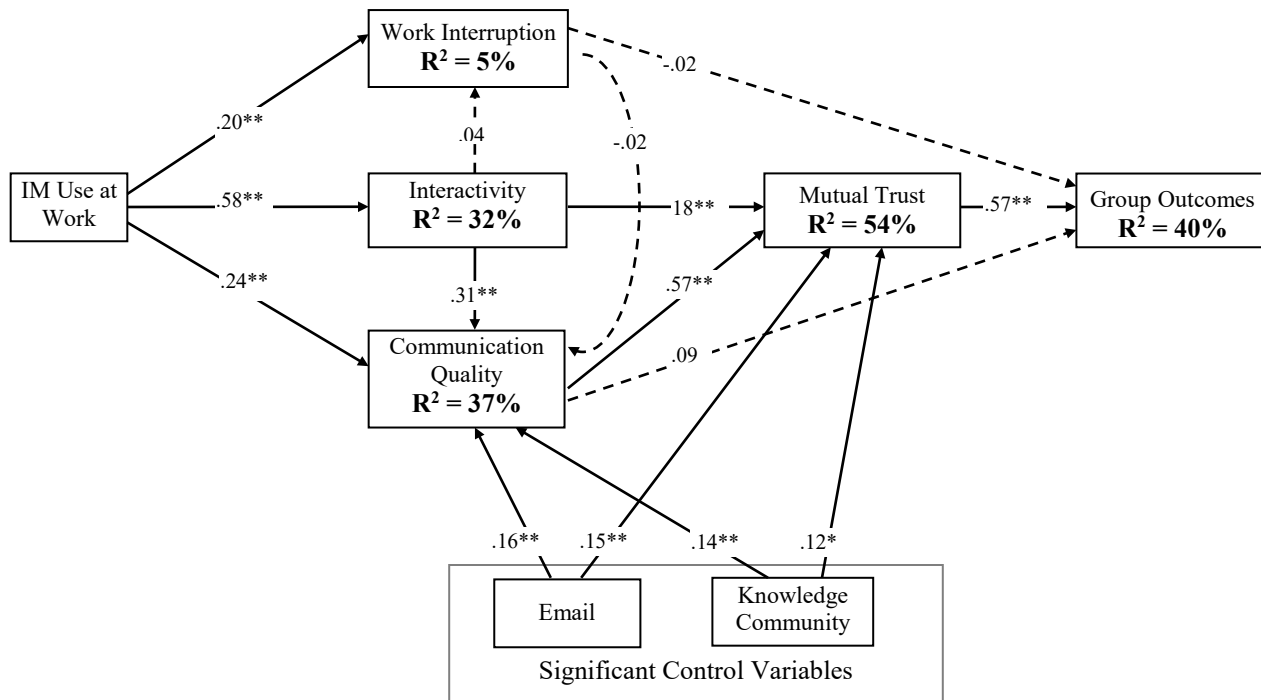 Work Interruption
R² = 5%
-.02
.20**
.04
-.02
IM Use at
Work
.58**
Interactivity
R² = 32%
18**
Mutual Trust
R² = 54%
.57**
Group Outcomes
R² = 40%
.24**
.31**
.57**
Communication
Quality
R² = 37%
.09
.16**
.15**
.14**
.12*
Email
Knowledge
Community
Significant Control Variables